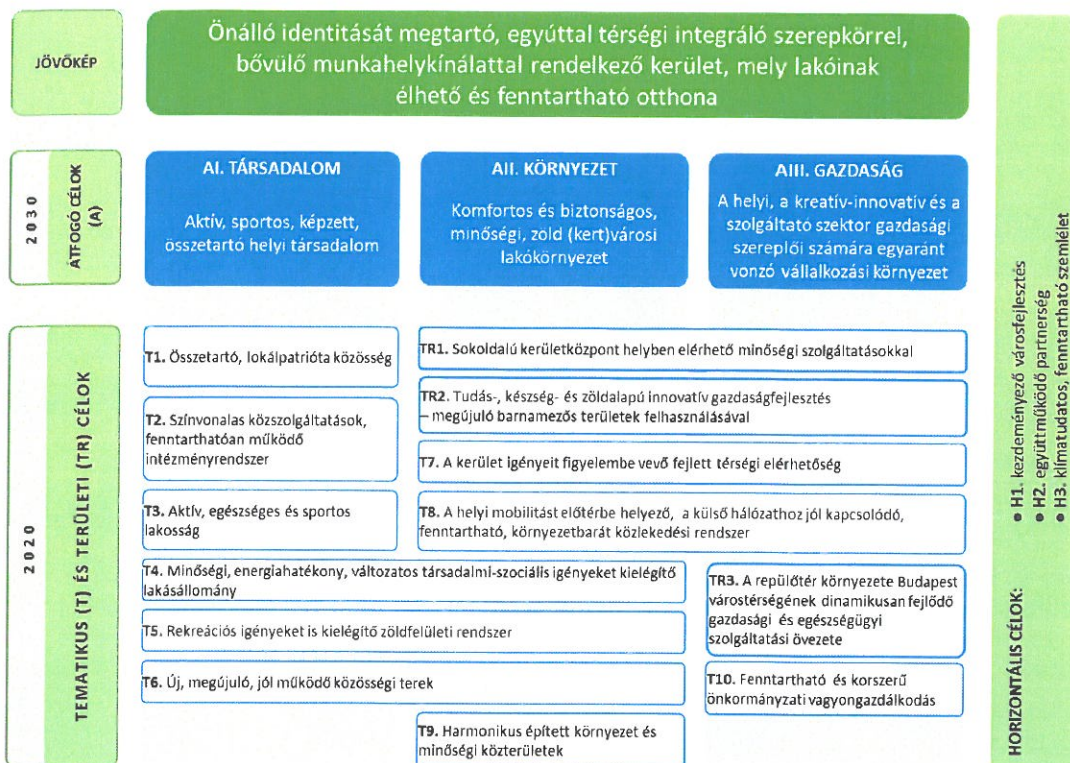 JÖVŐKÉP
Önálló identitását megtartó, egyúttal térségi integráló szerepkörrel,
bővülő munkahelykínálattal rendelkező kerület, mely lakóinak
élhető és fenntartható otthona
2030
ÁTFOGÓ CÉLOK
(A)
AI. TÁRSADALOM
Aktív, sportos, képzett,
összetartó helyi társadalom
AII. KÖRNYEZET
Komfortos és biztonságos,
minőségi, zöld (kert)városi
lakókörnyezet
AIII. GAZDASÁG
A helyi, a kreatív-innovatív és a
szolgáltató szektor gazdasági
szereplői számára egyaránt
vonzó vállalkozási környezet
2020
TEMATIKUS (T) ÉS TERÜLETI (TR) CÉLOK
T1. Összetartó, lokálpatrióta közösség
T2. Színvonalas közszolgáltatások,
fenntarthatóan működő
intézményrendszer
T3. Aktív, egészséges és sportos
lakosság
TR1. Sokoldalú kerületközpont helyben elérhető minőségi szolgáltatásokkal
TR2. Tudás-, készség- és zöldalapú innovatív gazdaságfejlesztés
– megújuló barnamezős területek felhasználásával
T7. A kerület igényeit figyelembe vevő fejlett térségi elérhetőség
T8. A helyi mobilitást előtérbe helyező, a külső hálózathoz jól kapcsolódó,
fenntartható, környezetbarát közlekedési rendszer
T4. Minőségi, energiahatékony, változatos társadalmi-szociális igényeket kielégítő
lakásállomány
T5. Rekreációs igényeket is kielégítő zöldfelületi rendszer
T6. Új, megújuló, jól működő közösségi terek
T9. Harmonikus épített környezet és
minőségi közterületek
TR3. A repülőtér környezete Budapest
várostérségének dinamikusan fejlődő
gazdasági és egészségügyi
szolgáltatási övezete
T10. Fenntartható és korszerű
önkormányzati vagyongazdálkodás
HORIZONTÁLIS CÉLOK:
● H1. kezdeményező városfejlesztés
● H2. együttműködő partnerség
● H3. klímatudatos, fenntartható szemlélet